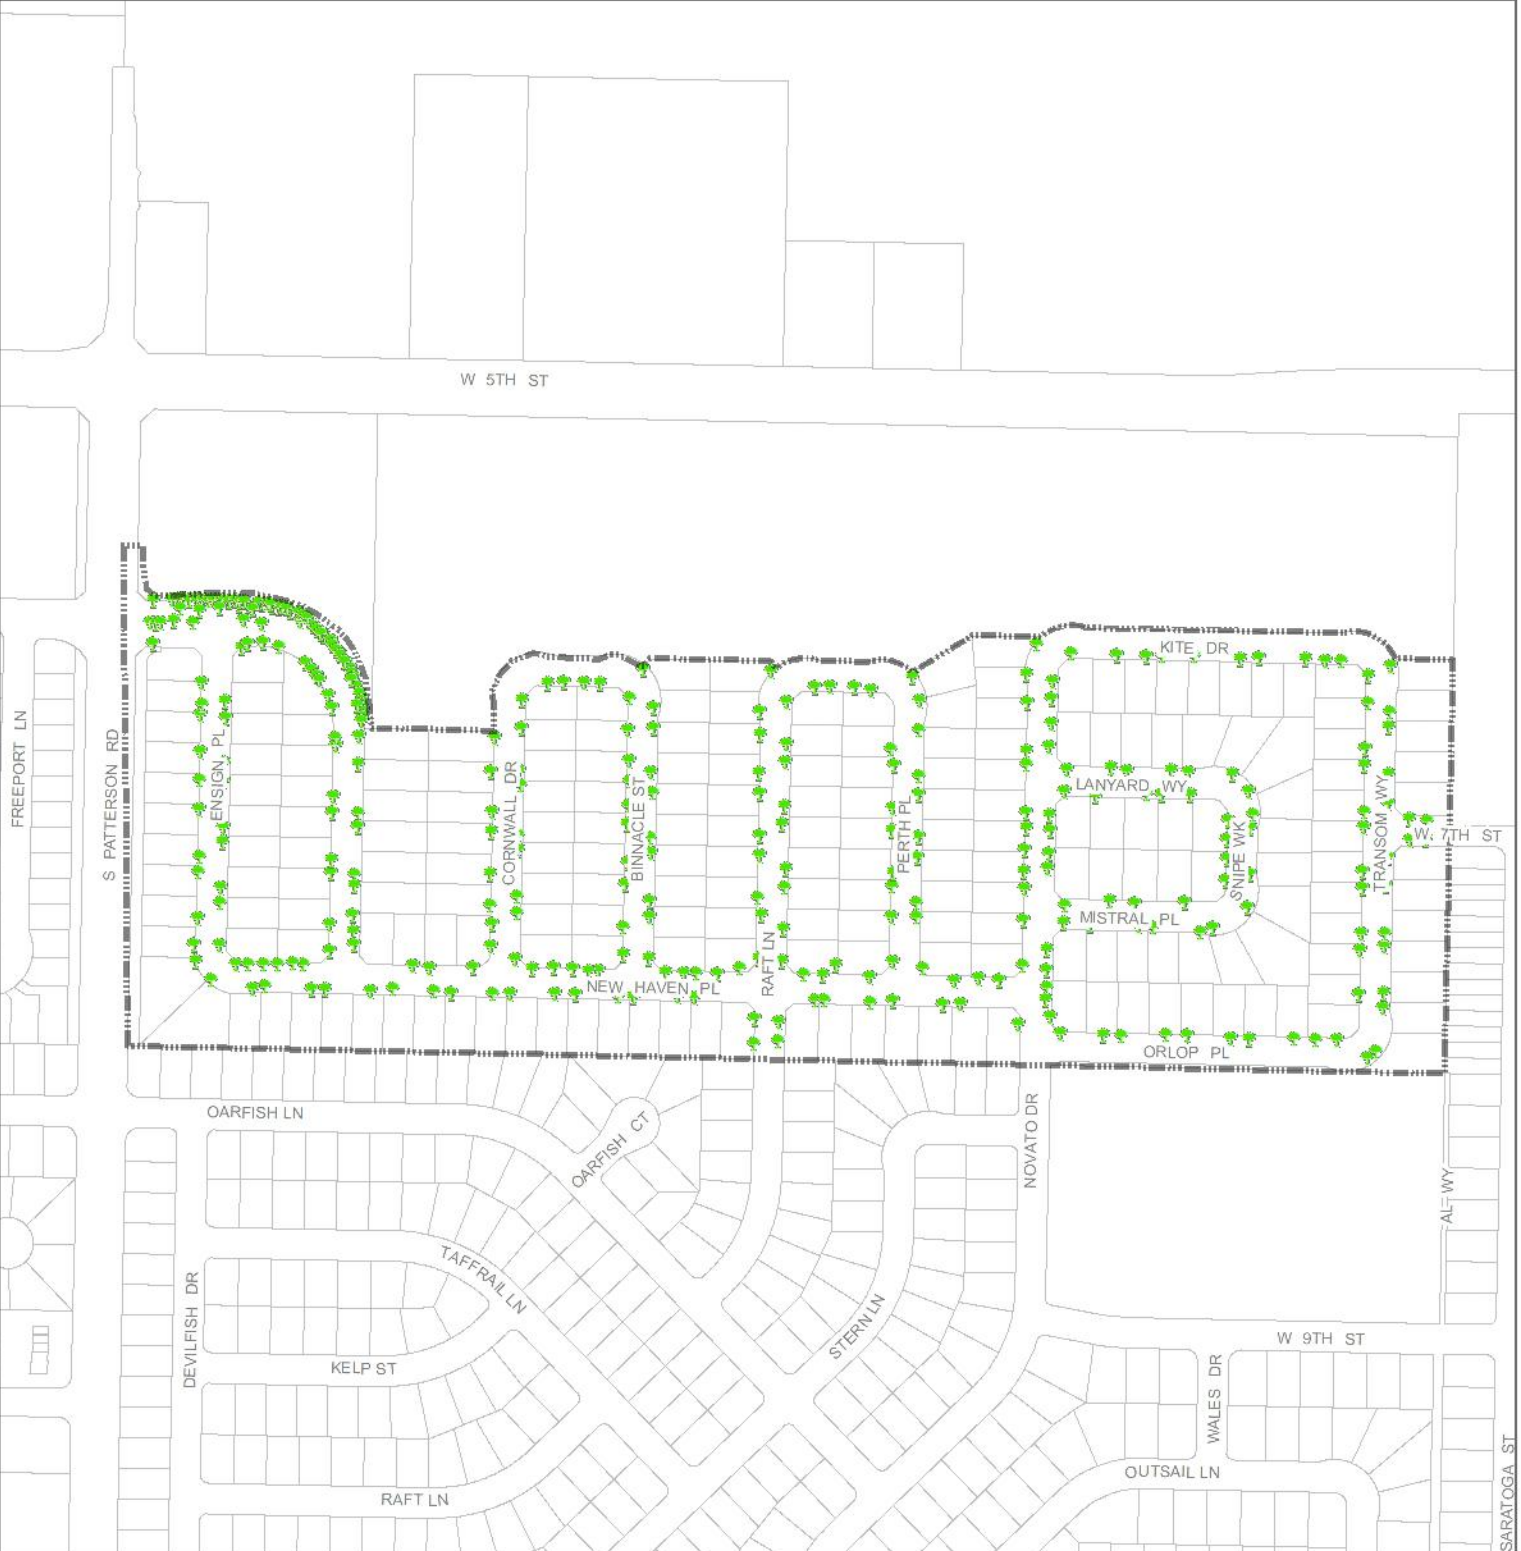 W 5TH ST
KITE DR
FREEPORT LN
S PATTERSON RD
ENSIGN PL
CORNWALL DR
BINNACLE ST
PERTH PL
LANYARD WY
SNIPE WK
TRANSOM WY
W 7TH ST
MISTRAL PL
RAFT LN
NEW HAVEN PL
ORLOP PL
OARFISH LN
OARFISH CT
NOVATO DR
AL-WY
TAFFRAIL LN
DEVILFISH DR
STERN LN
W 9TH ST
KELP ST
WALES DR
OUTSAIL LN
RAFT LN
SARATOGA ST